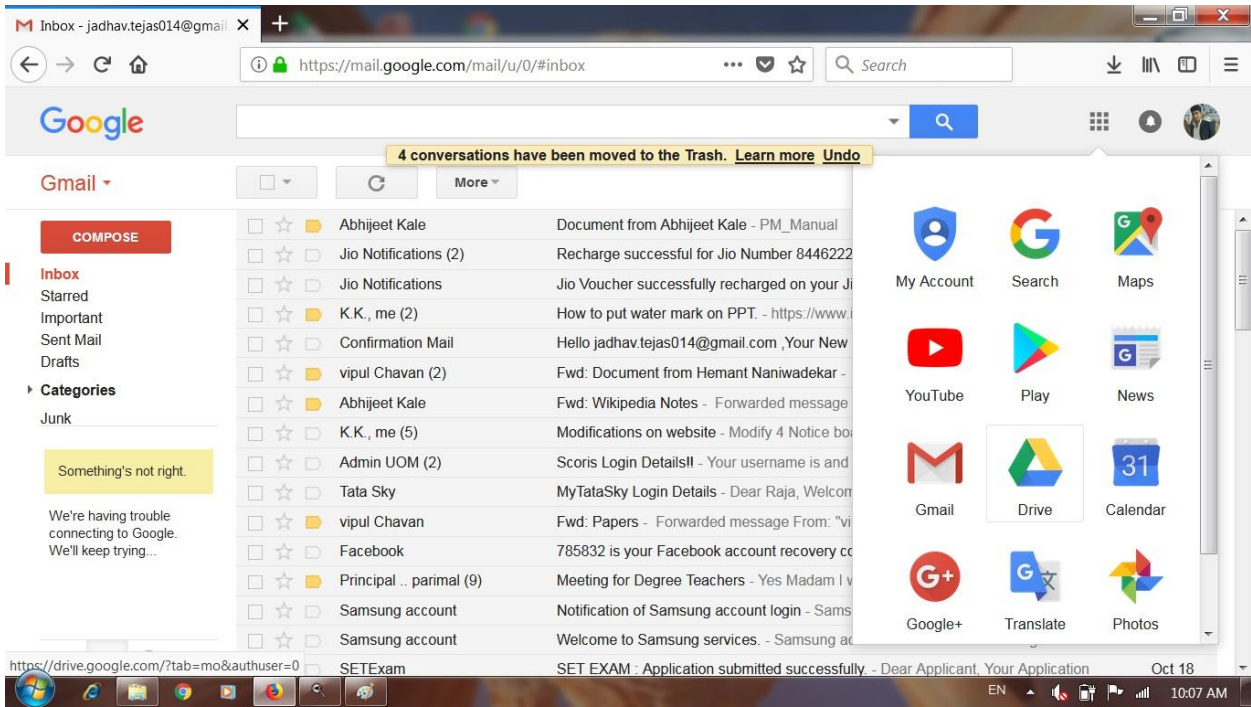 Inbox - jadhav.tejas014@gmail
https://mail.google.com/mail/u/0/#inbox
Search
Google
4 conversations have been moved to the Trash. Learn more Undo
Gmail
More
COMPOSE
Inbox
Starred
Important
Sent Mail
Drafts
Categories
Junk
Something's not right.
We're having trouble
connecting to Google.
We'll keep trying...
Abhijeet Kale Document from Abhijeet Kale - PM_Manual
Jio Notifications (2) Recharge successful for Jio Number 8446222
Jio Notifications Jio Voucher successfully recharged on your
K.K., me (2) How to put water mark on PPT. - https://www.
Confirmation Mail Hello jadhav.tejas014@gmail.com ,Your New
vipul Chavan (2) Fwd: Document from Hemant Naniwadekar -
Abhijeet Kale Fwd: Wikipedia Notes - Forwarded message
K.K., me (5) Modifications on website - Modify 4 Notice
Admin UOM (2) Scoris Login Details!! - Your username is and
Tata Sky MyTataSky Login Details - Dear Raja,
vipul Chavan Fwd: Papers - Forwarded message From: "vi
Facebook 785832 is your Facebook account recovery
Principal .. parimal (9) Meeting for Degree Teachers - Yes Madam I
Samsung account Notification of Samsung account login - Sams
Samsung account Welcome to Samsung services. - Samsung
SETExam SET EXAM : Application submitted successfully. - Dear Applicant, Your Application Oct 18
My Account Search Maps
G
YouTube Play News
31
Gmail Drive Calendar
G+
G 文
Google+ Translate Photos
https://drive.google.com/?tab=mo&authuser=0
EN 10:07 AM